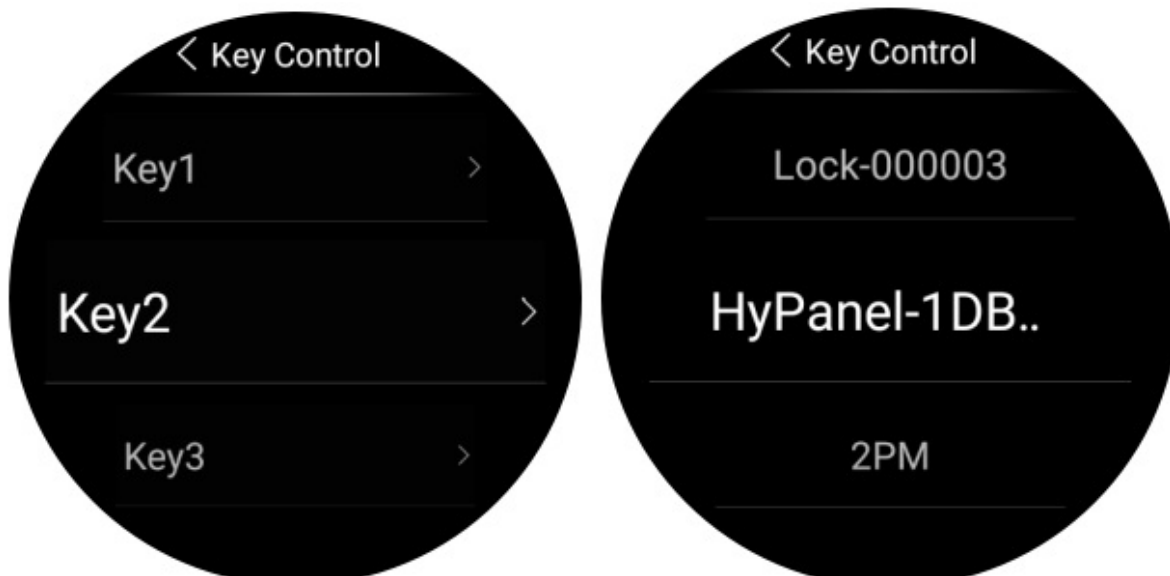 Key Control
Key1
Key2
Key3
Key Control
Lock-000003
HyPanel-1DB..
2PM